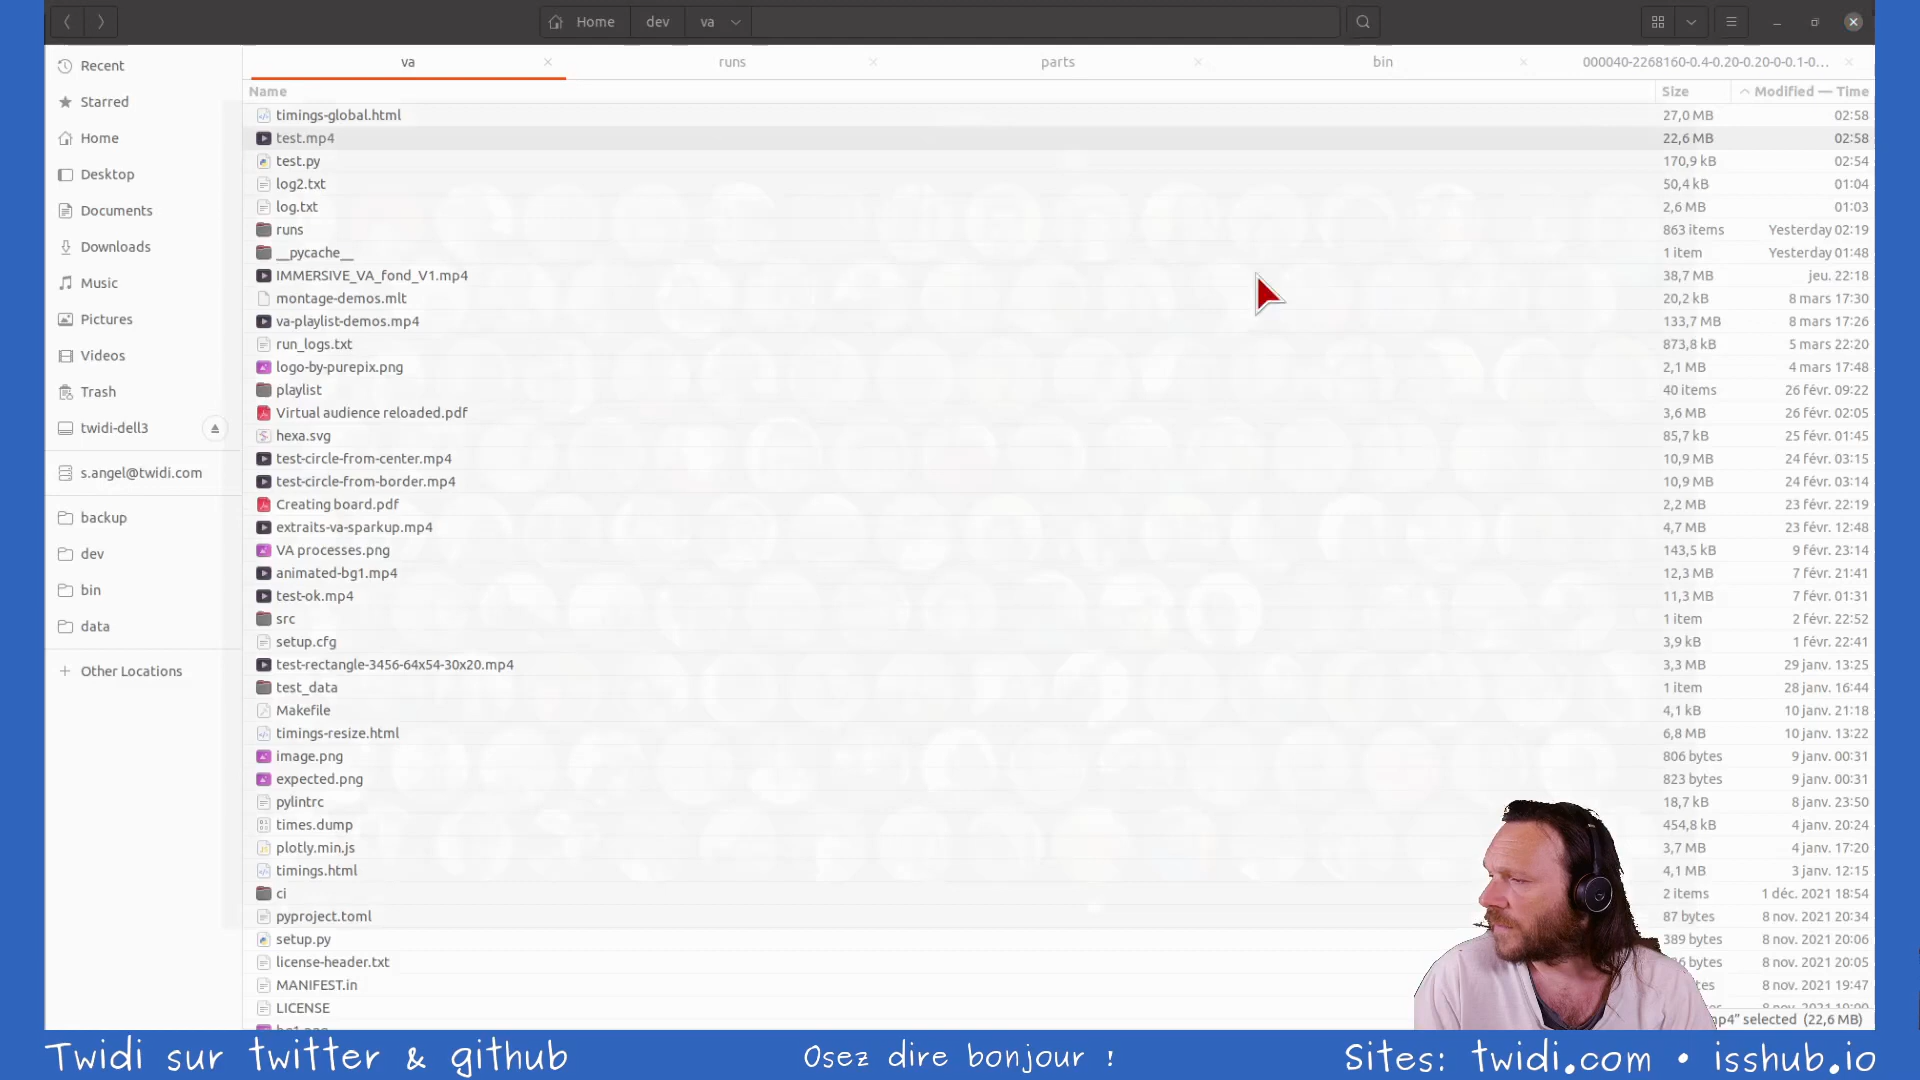 Home dev va
va runs parts bin 000040-2268160-0.4-0.20-0.20-0-0.1-0...
Name Size Modified — Time
Recent
Starred
Home
Desktop
Documents
Downloads
Music
Pictures
Videos
Trash
twidi-dell3
s.angel@twidi.com
backup
dev
bin
data
Other Locations
timings-global.html 27,0 MB 02:58
test.mp4 22,6 MB 02:58
test.py 170,9 kB 02:54
log2.txt 50,4 kB 01:04
log.txt 2,6 MB 01:03
runs 863 items Yesterday 02:19
__pycache__ 1 item Yesterday 01:48
IMMERSIVE_VA_fond_V1.mp4 38,7 MB jeu. 22:18
montage-demos.mlt 20,2 kB 8 mars 17:30
va-playlist-demos.mp4 133,7 MB 8 mars 17:26
run_logs.txt 873,8 kB 5 mars 22:20
logo-by-purepix.png 2,1 MB 4 mars 17:48
playlist 40 items 26 févr. 09:22
Virtual audience reloaded.pdf 3,6 MB 26 févr. 02:05
hexa.svg 85,7 kB 25 févr. 01:45
test-circle-from-center.mp4 10,9 MB 24 févr. 03:15
test-circle-from-border.mp4 10,9 MB 24 févr. 03:14
Creating board.pdf 2,2 MB 23 févr. 22:19
extraits-va-sparkup.mp4 4,7 MB 23 févr. 12:48
VA processes.png 143,5 kB 9 févr. 23:14
animated-bg1.mp4 12,3 MB 7 févr. 21:41
test-ok.mp4 11,3 MB 7 févr. 01:31
src 1 item 2 févr. 22:52
setup.cfg 3,9 kB 1 févr. 22:41
test-rectangle-3456-64x54-30x20.mp4 3,3 MB 29 janv. 13:25
test_data 1 item 28 janv. 16:44
Makefile 4,1 kB 10 janv. 21:18
timings-resize.html 6,8 MB 10 janv. 13:22
image.png 806 bytes 9 janv. 00:31
expected.png 823 bytes 9 janv. 00:31
pylintrc 18,7 kB 8 janv. 23:50
times.dump 454,8 kB 4 janv. 20:24
plotly.min.js 3,7 MB 4 janv. 17:20
timings.html 4,1 MB 3 janv. 12:15
ci 2 items 1 déc. 2021 18:54
pyproject.toml 87 bytes 8 nov. 2021 20:34
setup.py 389 bytes 8 nov. 2021 20:06
license-header.txt bytes 8 nov. 2021 20:05
MANIFEST.in 8 nov. 2021 19:47
LICENSE
selected (22,6 MB)
Twidi sur twitter & github Osez dire bonjour ! Sites: twidi.com • isshub.io